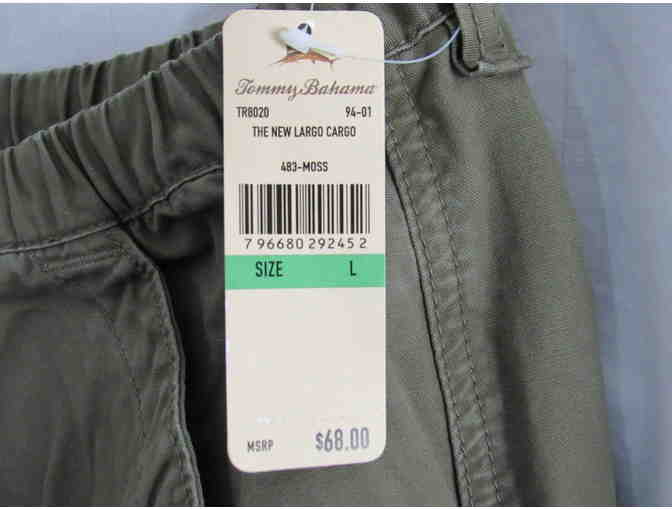 Tommy Bahama
TR8020 94-01
THE NEW LARGO CARGO
483-MOSS
7 96680 29245 2
SIZE L
MSRP $68.00